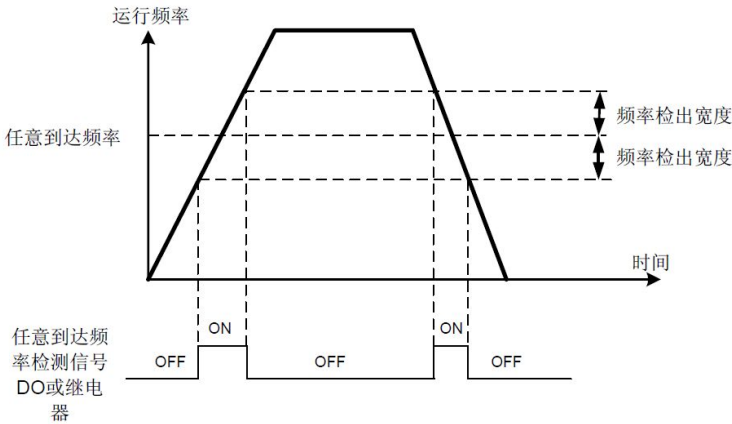 运行频率
任意到达频率
频率检出宽度
频率检出宽度
时间
任意到达频
率检测信号
DO或继电
器
OFF
ON
OFF
ON
OFF